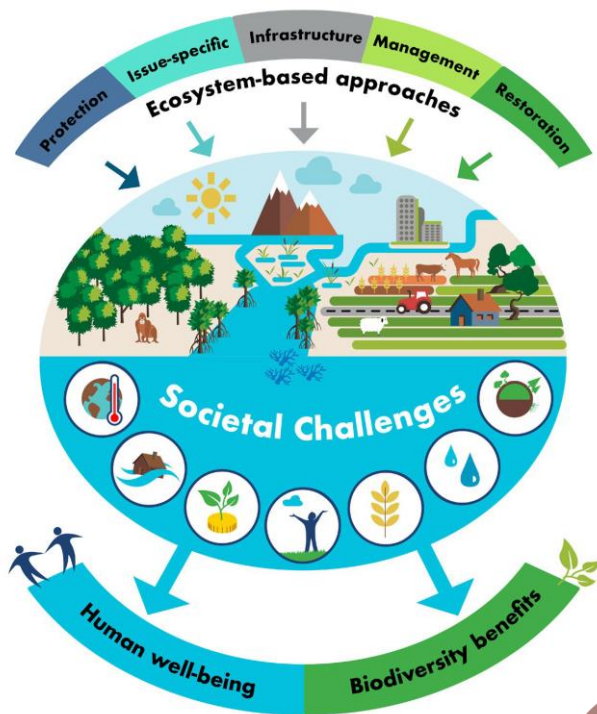 Protection
Issue-specific
Infrastructure
Management
Restoration
Ecosystem-based approaches
Societal Challenges
Human well-being
Biodiversity benefits